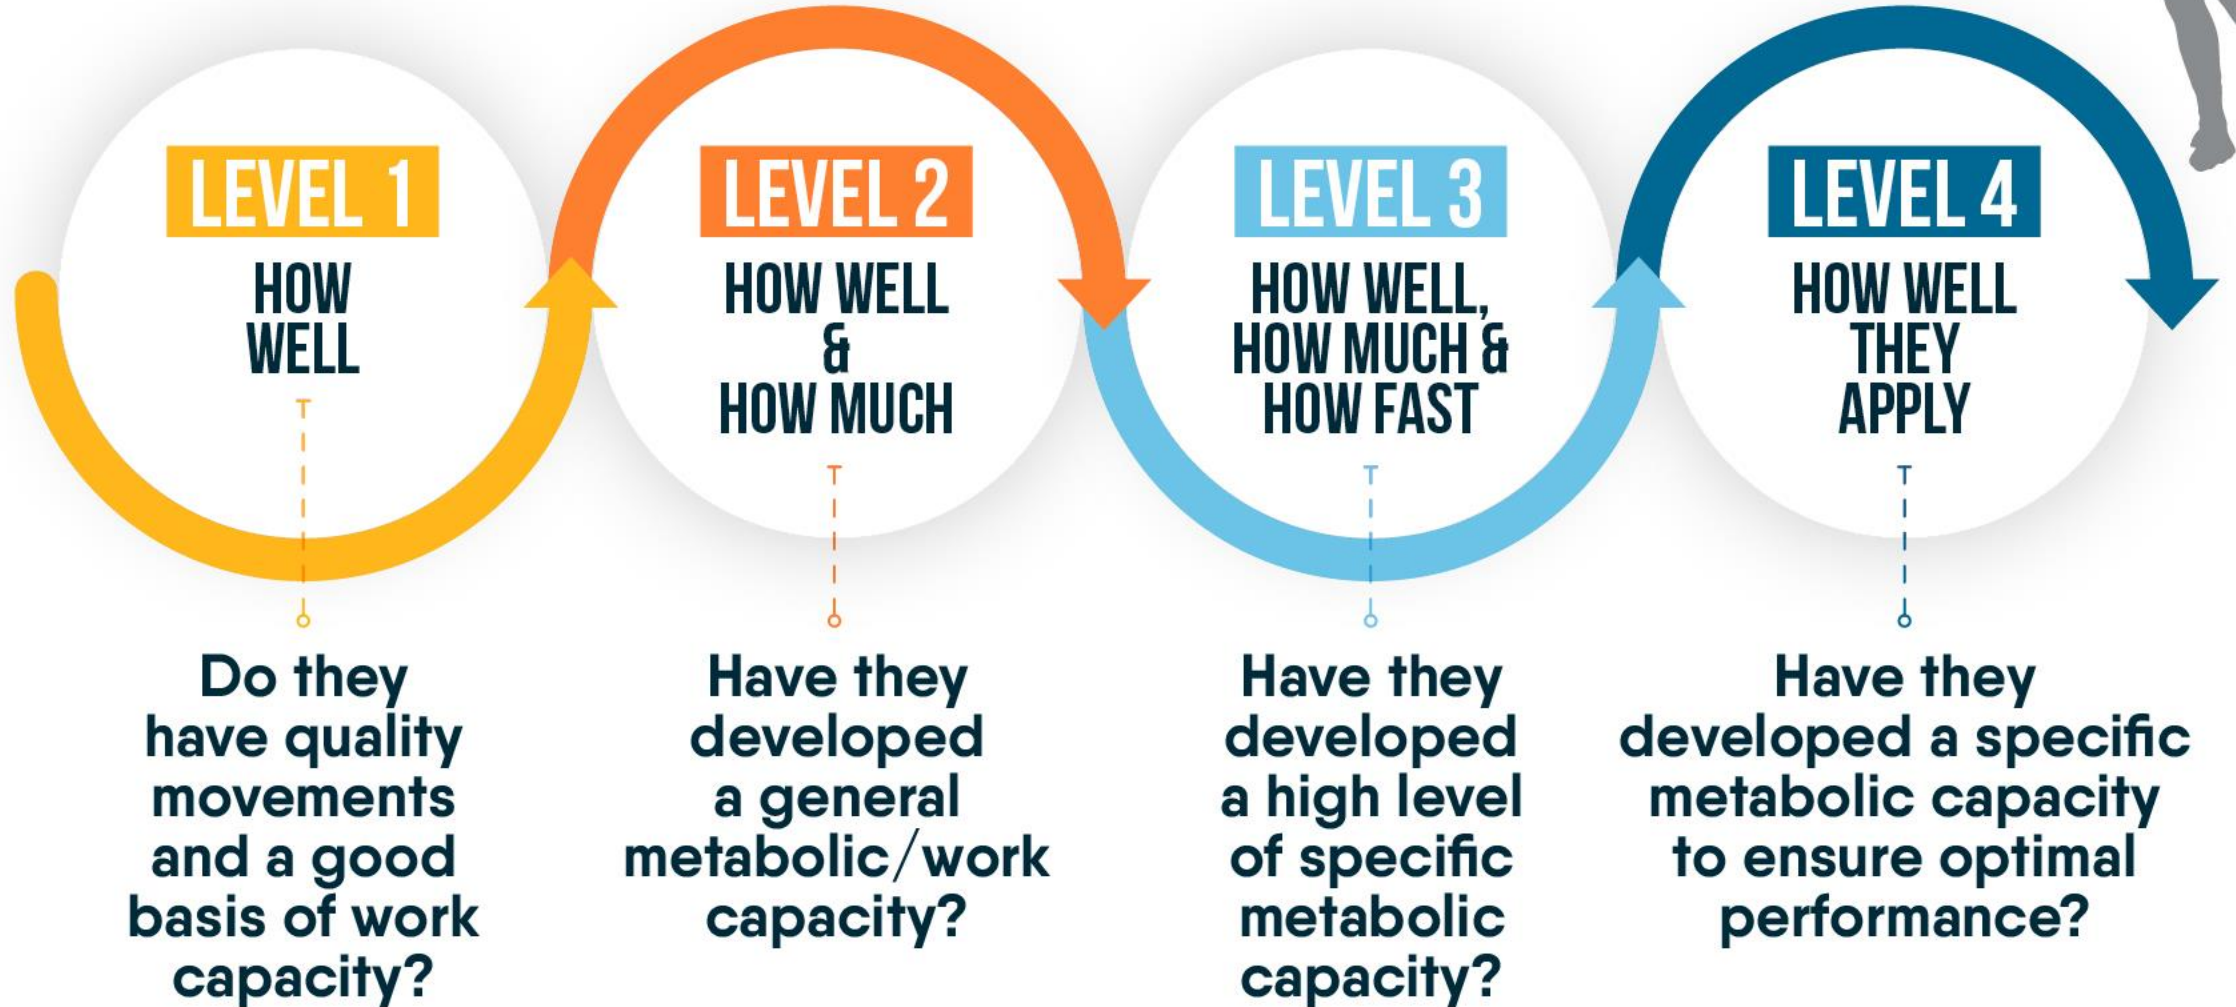 LEVEL 1
HOW
WELL
Do they
have quality
movements
and a good
basis of work
capacity?
LEVEL 2
HOW WELL
&
HOW MUCH
Have they
developed
a general
metabolic/work
capacity?
LEVEL 3
HOW WELL,
HOW MUCH &
HOW FAST
Have they
developed
a high level
of specific
metabolic
capacity?
LEVEL 4
HOW WELL
THEY
APPLY
Have they
developed a specific
metabolic capacity
to ensure optimal
performance?